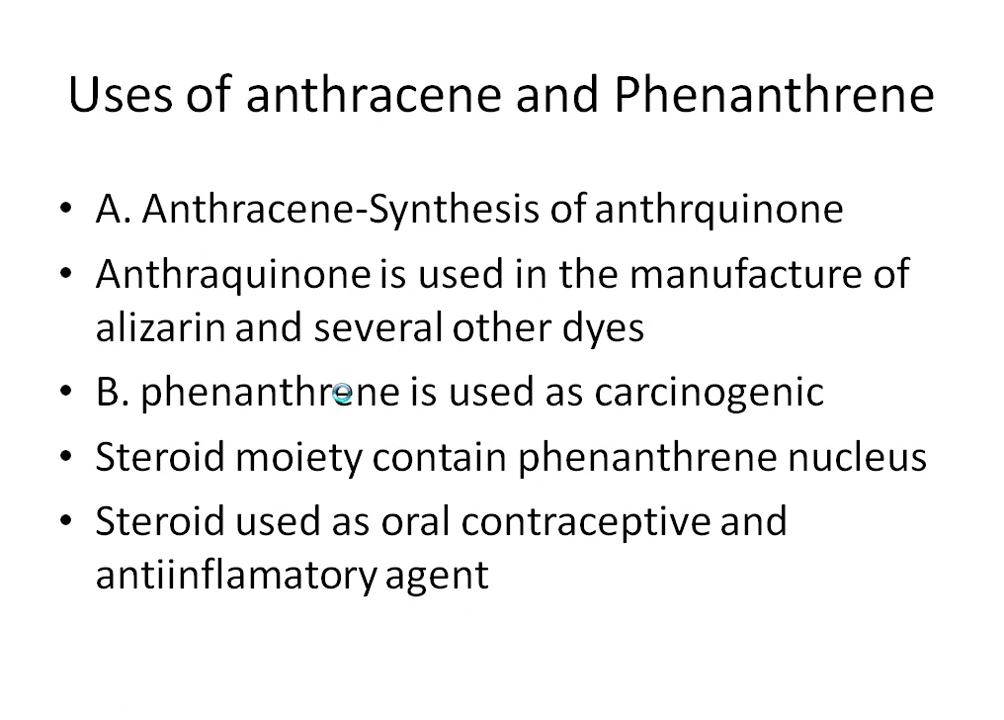 Uses of anthracene and Phenanthrene
• A. Anthracene-Synthesis of anthrquinone
• Anthraquinone is used in the manufacture of
alizarin and several other dyes
• B. phenanthrene is used as carcinogenic
• Steroid moiety contain phenanthrene nucleus
• Steroid used as oral contraceptive and
antiinflamatory agent